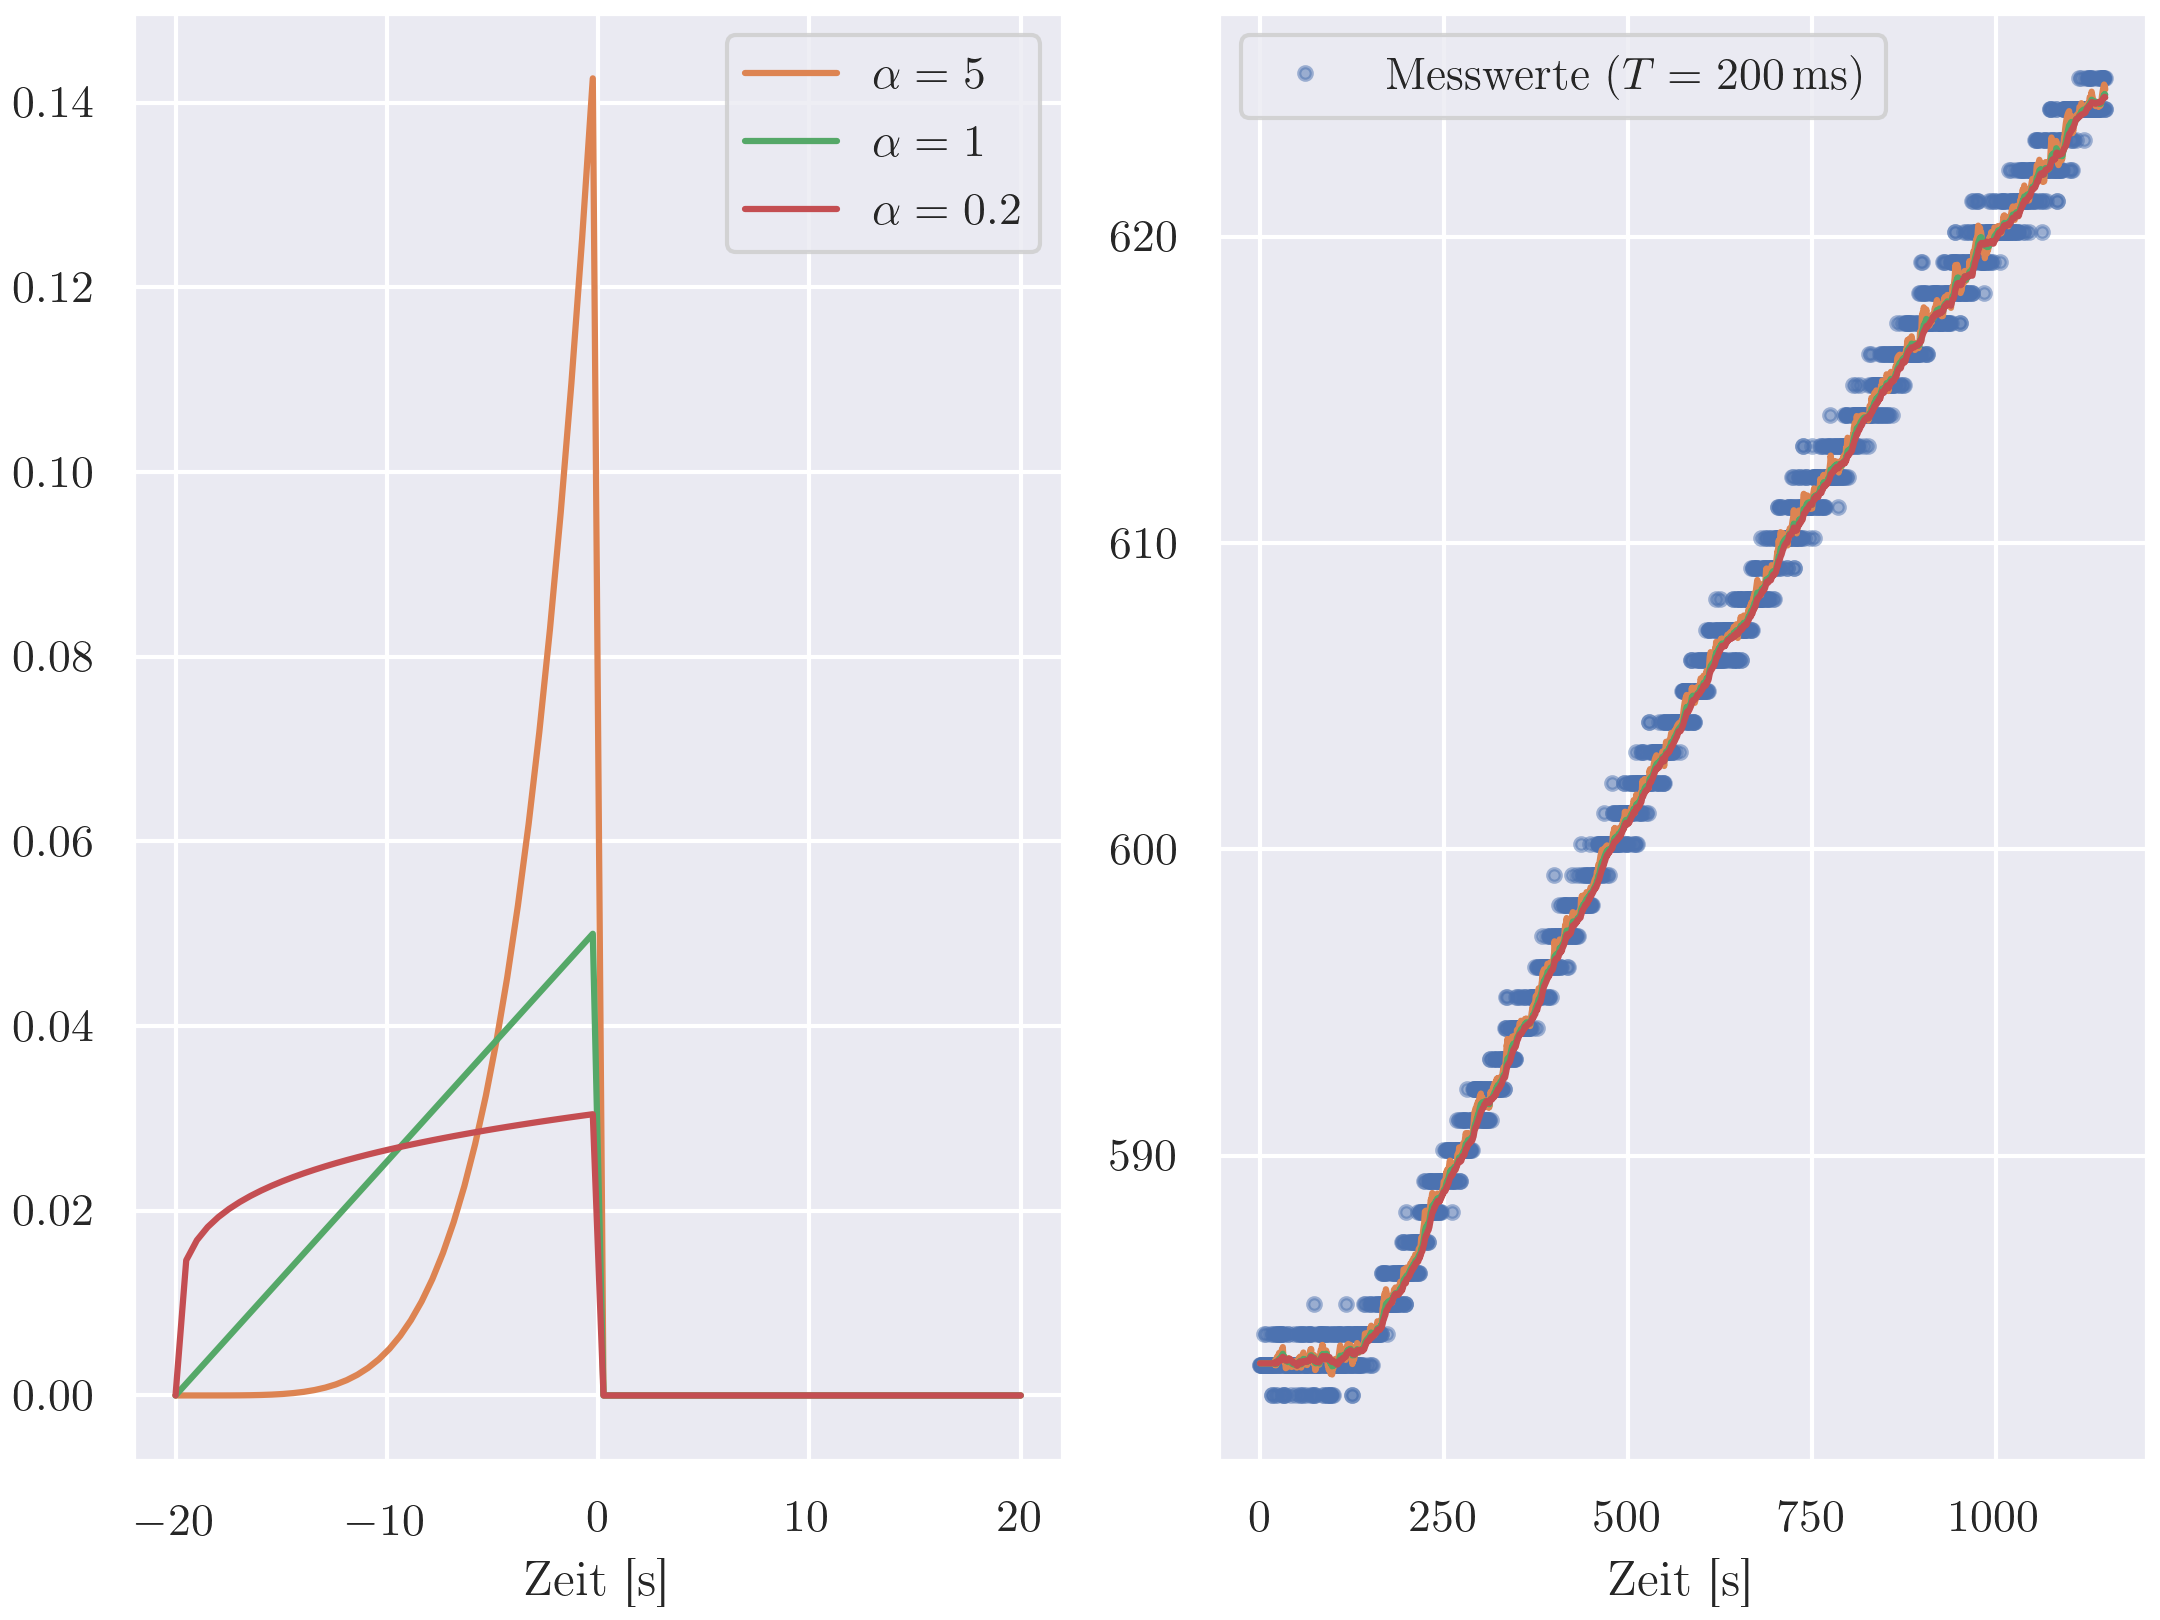 α = 5
α = 1
α = 0.2
0.14
0.12
0.10
0.08
0.06
0.04
0.02
0.00
−20 −10 0 10 20
Zeit [s]
Messwerte (T = 200 ms)
620
610
600
590
0 250 500 750 1000
Zeit [s]